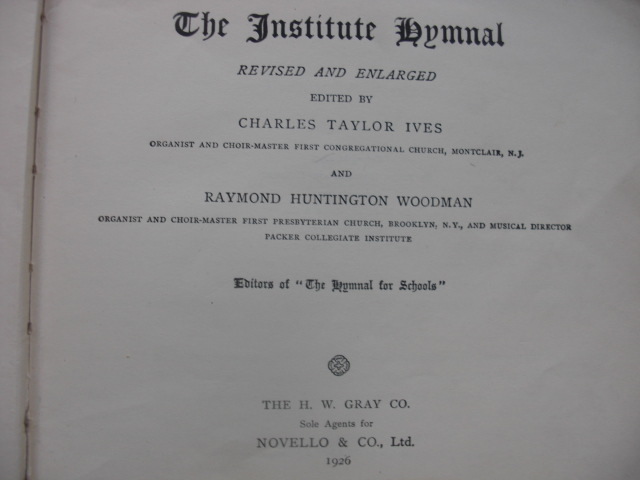 The Institute Hymnal
REVISED AND ENLARGED
EDITED BY
CHARLES TAYLOR IVES
ORGANIST AND CHOIR-MASTER FIRST CONGREGATIONAL CHURCH, MONTCLAIR, N. J.
AND
RAYMOND HUNTINGTON WOODMAN
ORGANIST AND CHOIR-MASTER FIRST PRESBYTERIAN CHURCH, BROOKLYN, N. Y., AND MUSICAL DIRECTOR
PACKER COLLEGIATE INSTITUTE
Editors of "The Hymnal for Schools"
THE H. W. GRAY CO.
Sole Agents for
NOVELLO & CO., Ltd.
1926